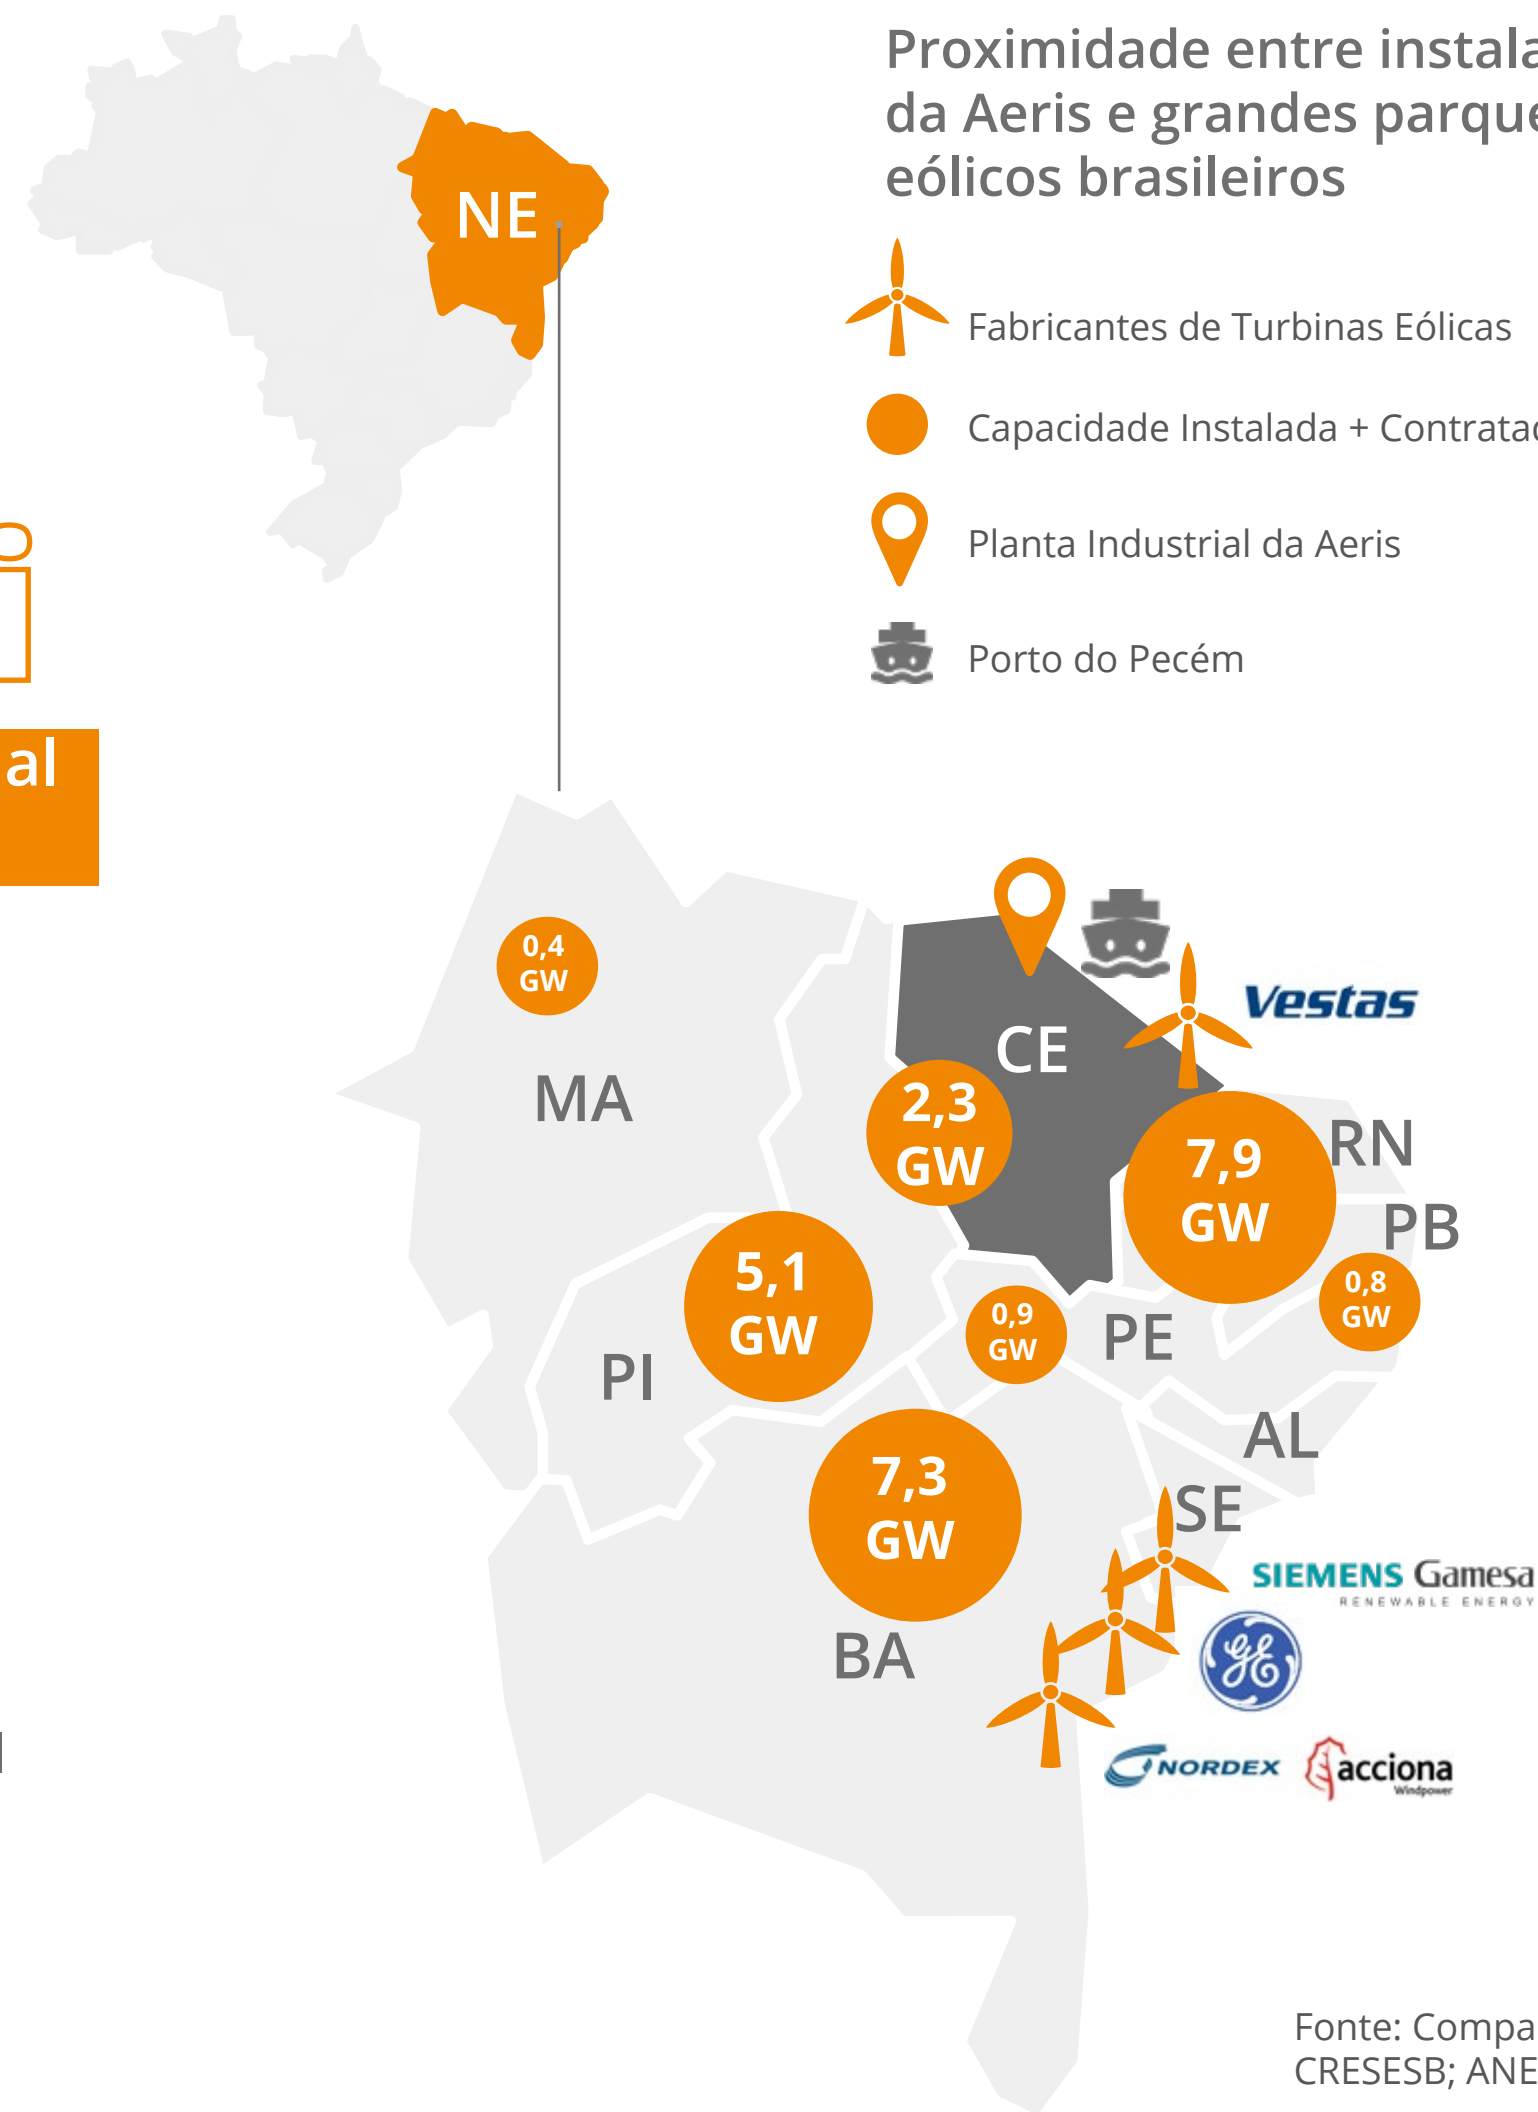 NE
Proximidade entre instala
da Aeris e grandes parque
eólicos brasileiros
Fabricantes de Turbinas Eólicas
Capacidade Instalada + Contratad
Planta Industrial da Aeris
Porto do Pecém
al
0,4
GW
MA
CE
Vestas
2,3
GW
7,9
GW
RN
PB
5,1
GW
0,8
GW
0,9
GW
PE
PI
AL
7,3
GW
SE
SIEMENS Gamesa
RENEWABLE ENERGY
GE
BA
NORDEX
acciona
Windpower
Fonte: Compa
CRESESB; ANE